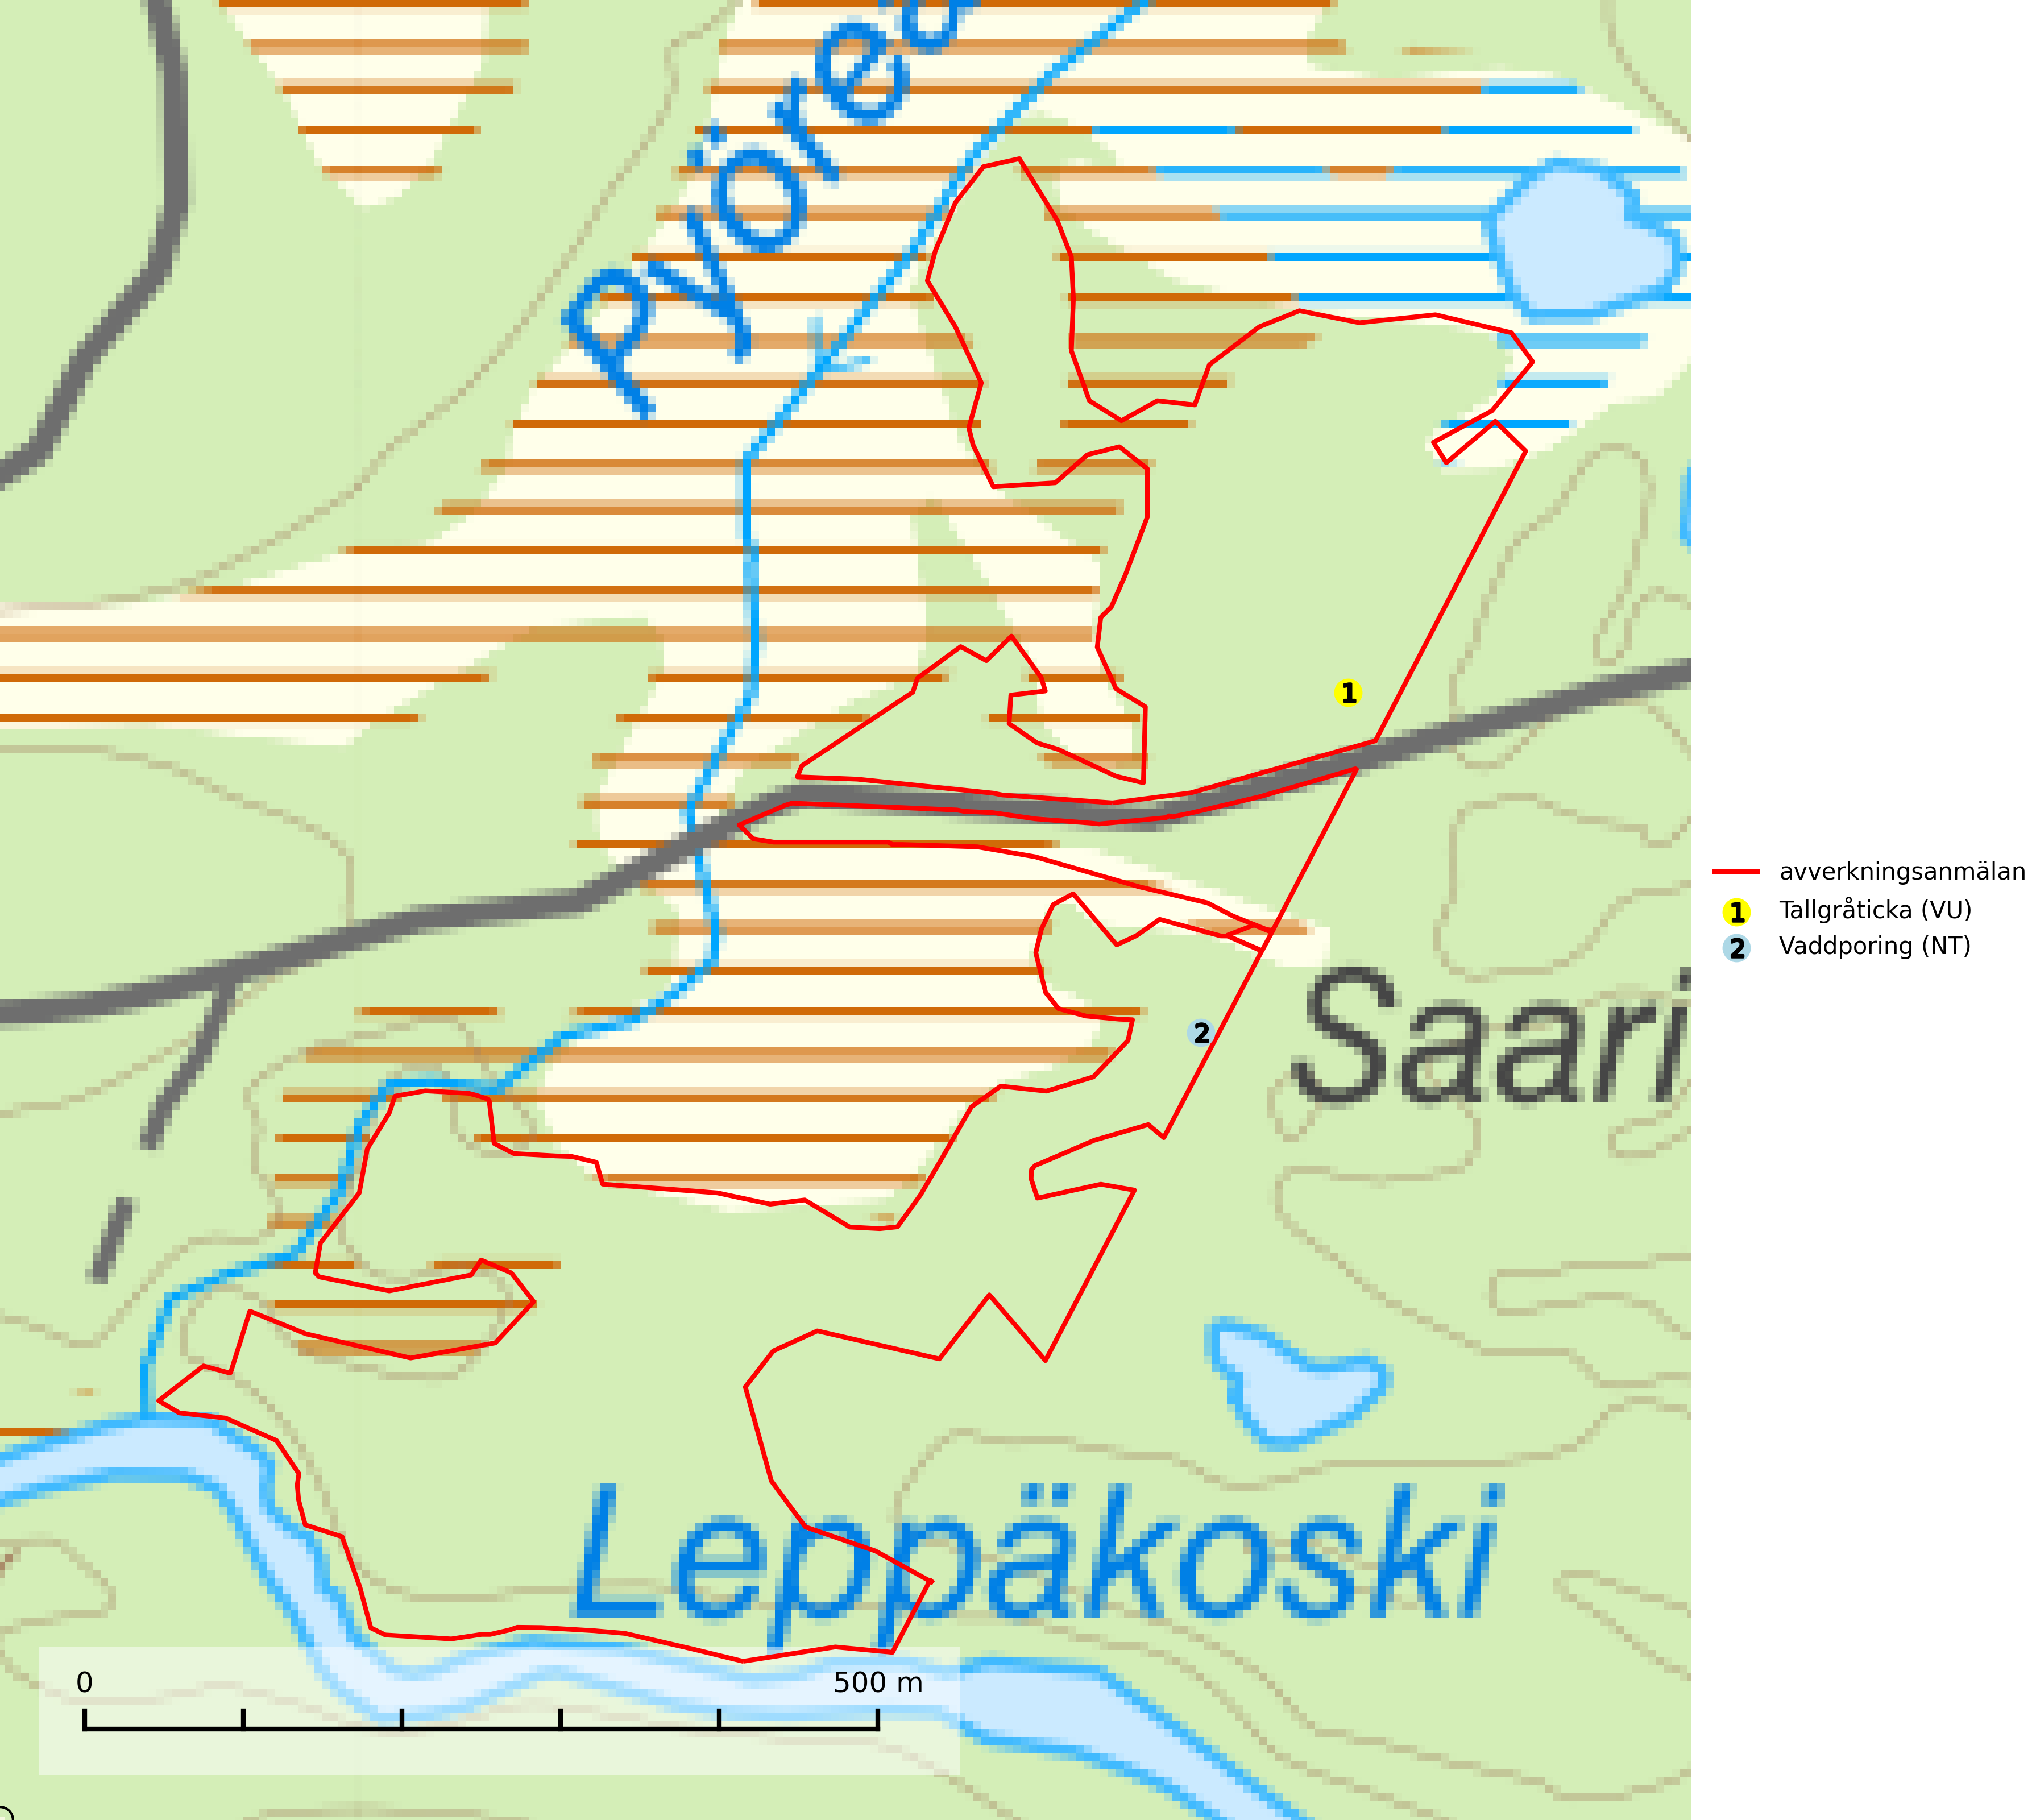 Pyöreä
1
avverkningsanmälan
1 Tallgråticka (VU)
2 Vaddporing (NT)
2
Saari
Leppäkoski
0 500 m